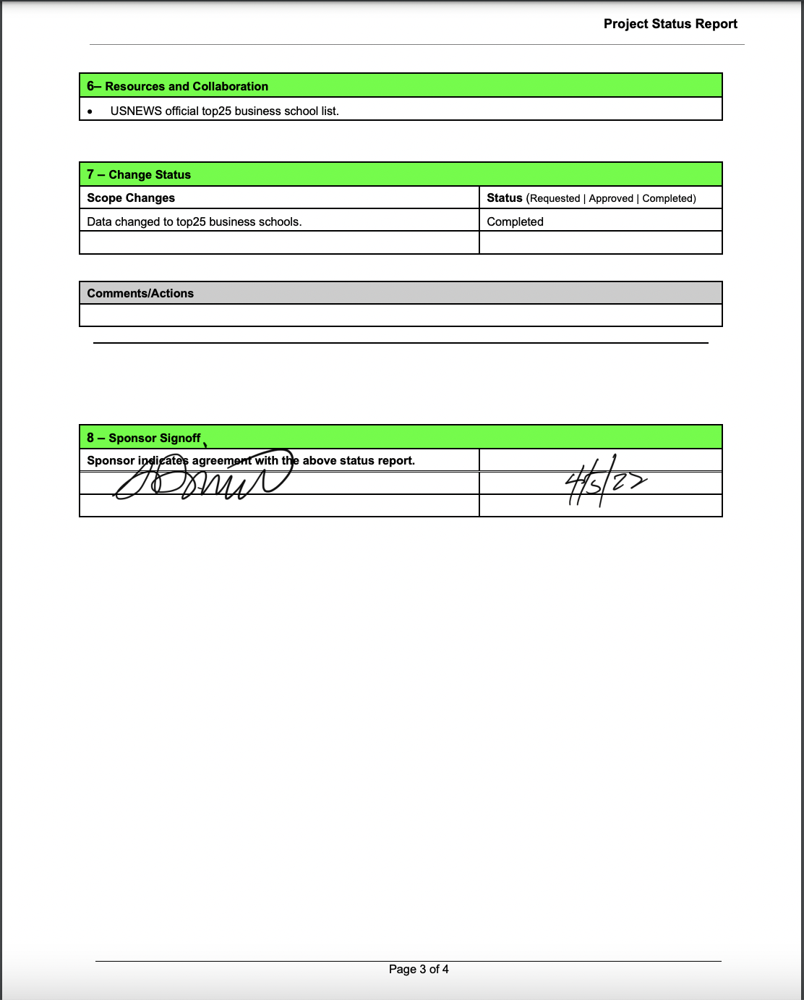 Project Status Report
6– Resources and Collaboration
• USNEWS official top25 business school list.
7 – Change Status
Scope Changes
Status (Requested | Approved | Completed)
Data changed to top25 business schools.
Completed
Comments/Actions
8 – Sponsor Signoff
Sponsor indicates agreement with the above status report.
4/5/22
Page 3 of 4